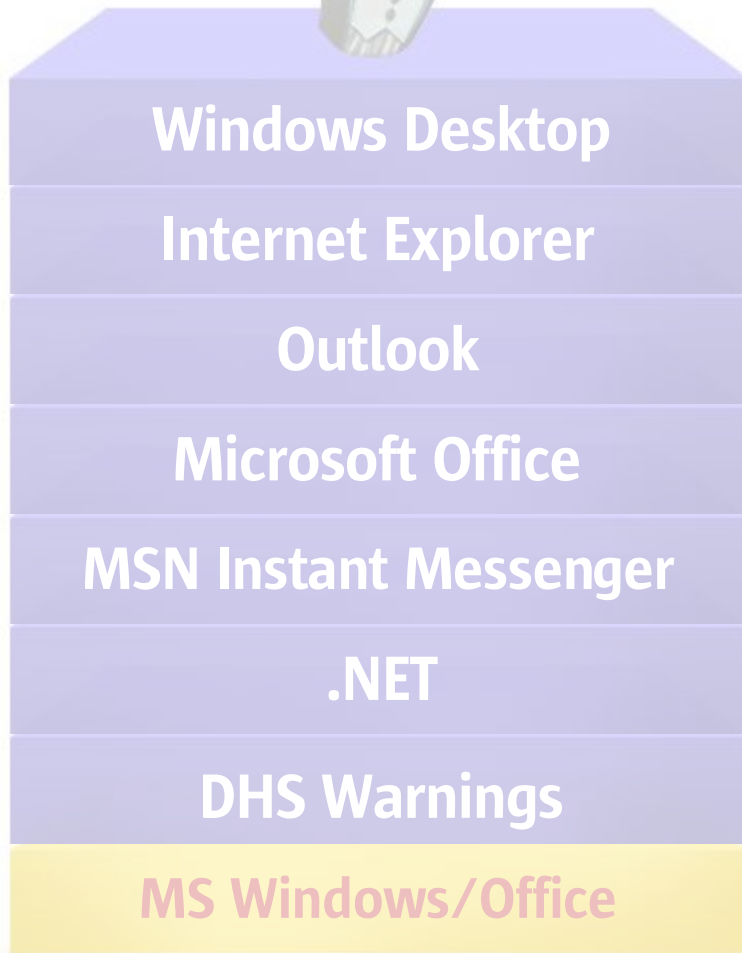 Windows Desktop
Internet Explorer
Outlook
Microsoft Office
MSN Instant Messenger
.NET
DHS Warnings
MS Windows/Office